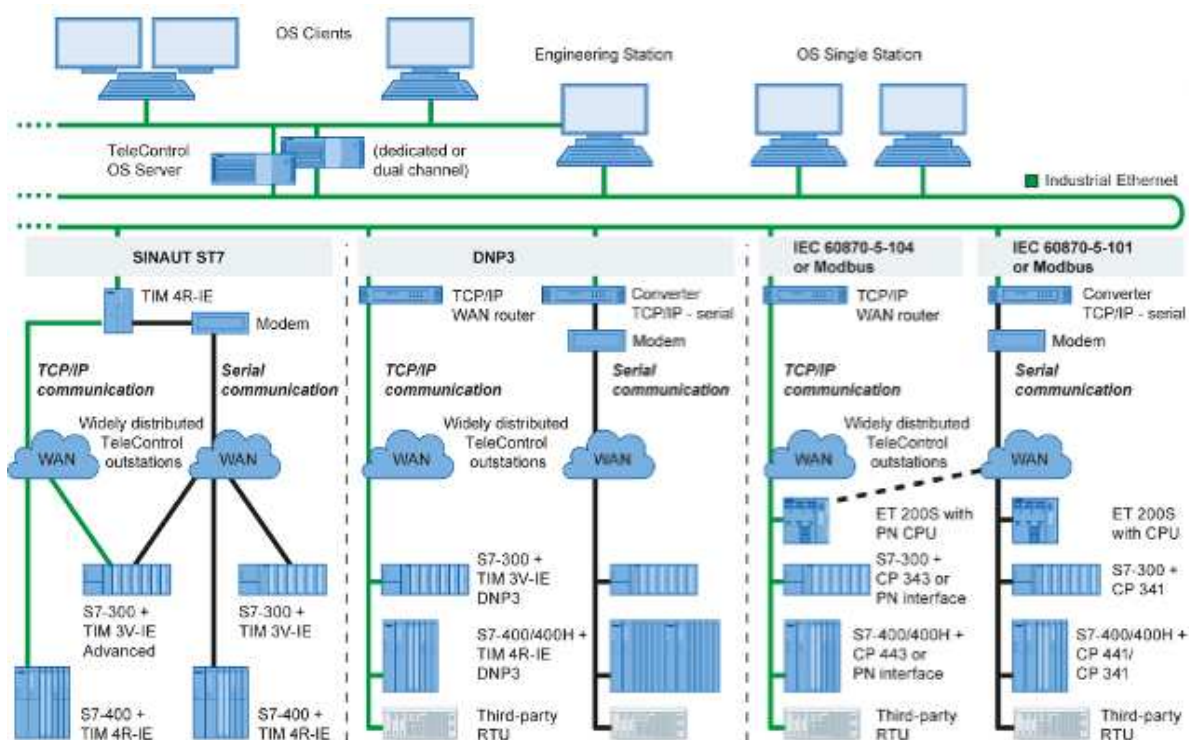 OS Clients
Engineering Station
OS Single Station
TeleControl
OS Server
(dedicated or
dual channel)
Industrial Ethernet
SINAUT ST7
DNP3
IEC 60870-5-104
or Modbus
IEC 60870-5-101
or Modbus
TIM 4R-IE
Modem
TCP/IP
communication
Serial
communication
Widely distributed
TeleControl
outstations
WAN
WAN
S7-300 +
TIM 3V-IE
Advanced
S7-300 +
TIM 3V-IE
S7-400 +
TIM 4R-IE
S7-400 +
TIM 4R-IE
TCP/IP
WAN router
Converter
TCP/IP - serial
Modem
TCP/IP
communication
Serial
communication
Widely distributed
TeleControl
outstations
WAN
WAN
S7-300 +
TIM 3V-IE
DNP3
S7-400/400H +
TIM 4R-IE
DNP3
Third-party
RTU
TCP/IP
WAN router
Converter
TCP/IP - serial
Modem
TCP/IP
communication
Serial
communication
Widely distributed
TeleControl
outstations
WAN
WAN
ET 200S with
PN CPU
S7-300 +
CP 343 or
PN interface
S7-400/400H +
CP 443 or
PN interface
Third-party
RTU
ET 200S
with CPU
S7-300 +
CP 341
S7-400/400H +
CP 441/
CP 341
Third-party
RTU